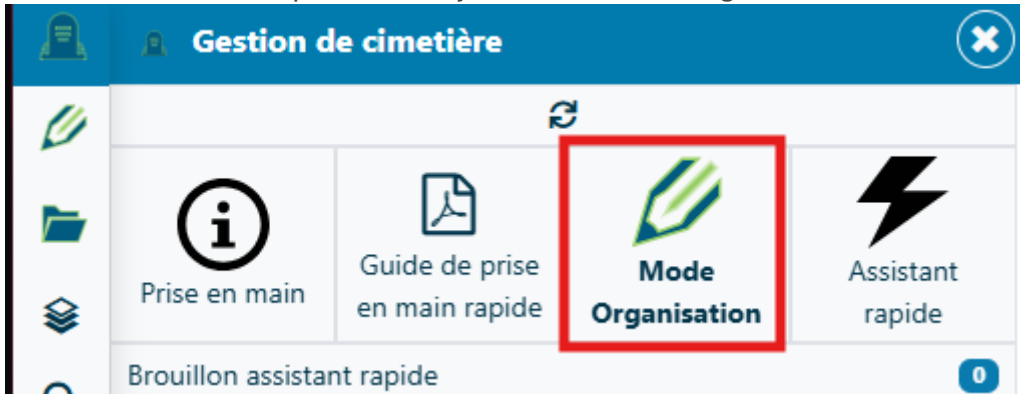 Gestion de cimetière
Prise en main
Guide de prise
en main rapide
Mode
Organisation
Assistant
rapide
Brouillon assistant rapide 0